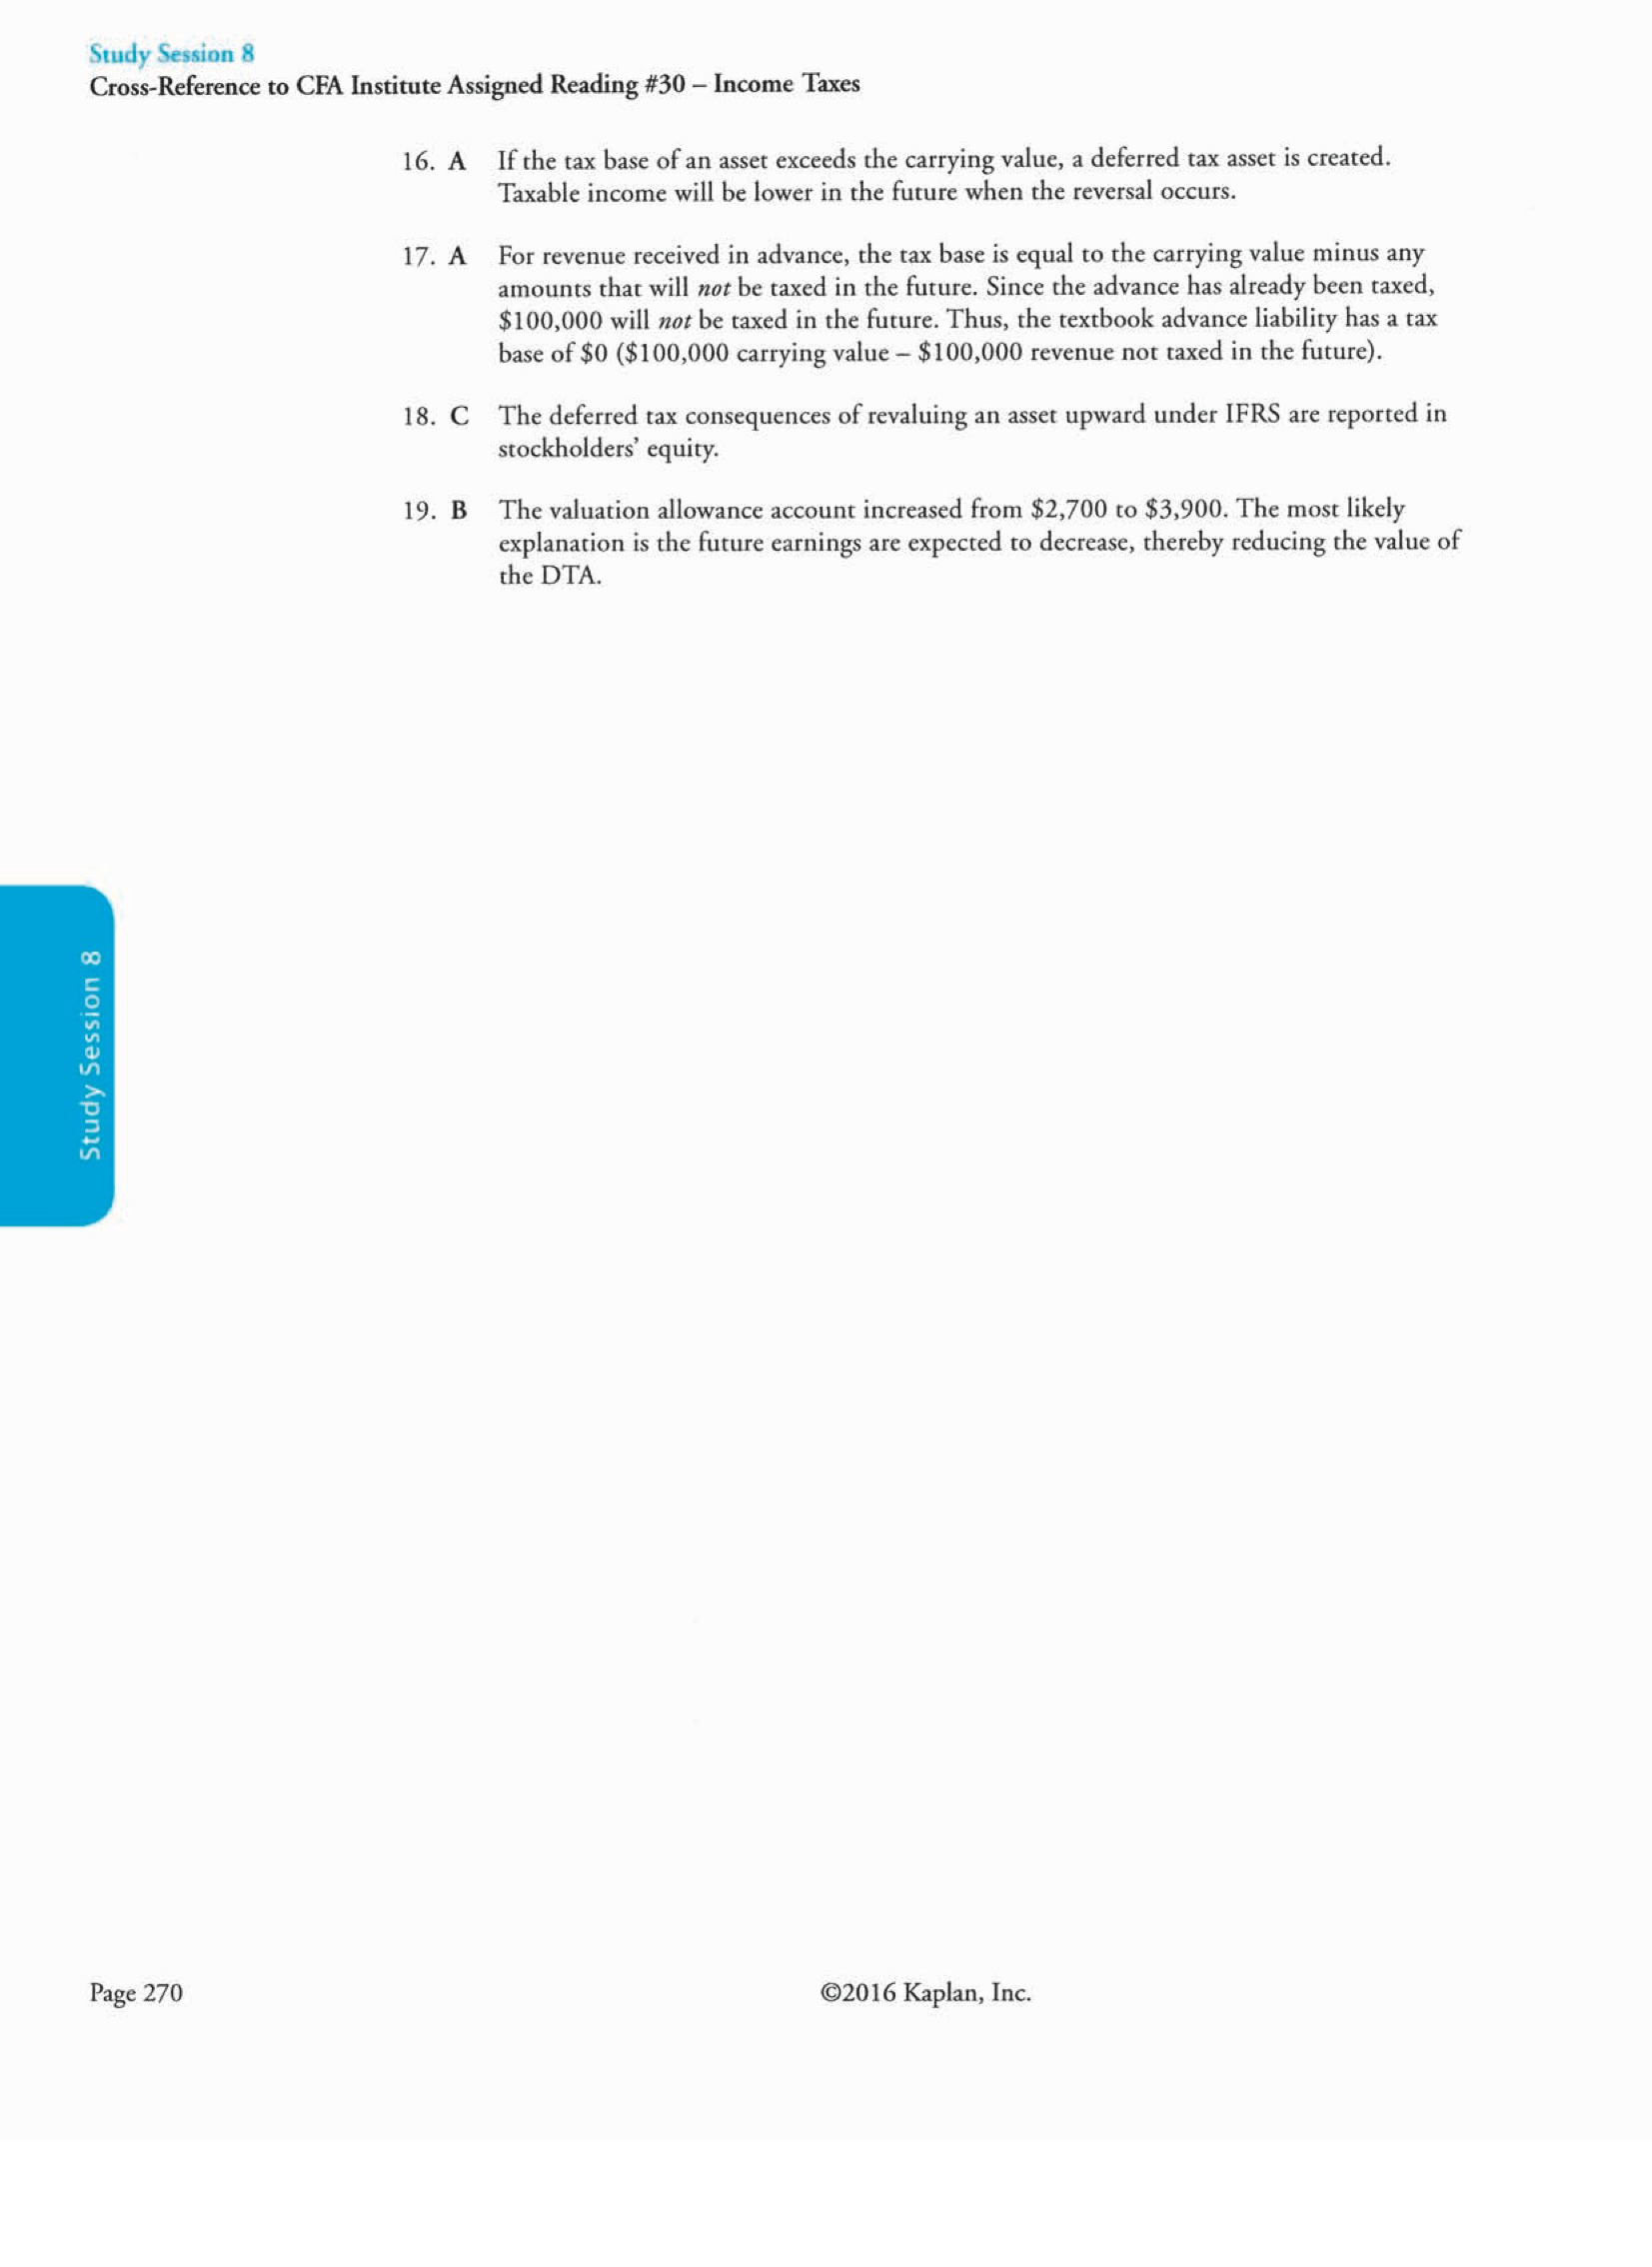 Study Session 8
Cross-Reference to CFA Institute Assigned Reading #30 – Income Taxes
16. A If the tax base of an asset exceeds the carrying value, a deferred tax asset is created.
Taxable income will be lower in the future when the reversal occurs.
17. A For revenue received in advance, the tax base is equal to the carrying value minus any
amounts that will not be taxed in the future. Since the advance has already been taxed,
$100,000 will not be taxed in the future. Thus, the textbook advance liability has a tax
base of $0 ($100,000 carrying value – $100,000 revenue not taxed in the future).
18. C The deferred tax consequences of revaluing an asset upward under IFRS are reported in
stockholders' equity.
19. B The valuation allowance account increased from $2,700 to $3,900. The most likely
explanation is the future earnings are expected to decrease, thereby reducing the value of
the DTA.
Study Session 8
Page 270
©2016 Kaplan, Inc.